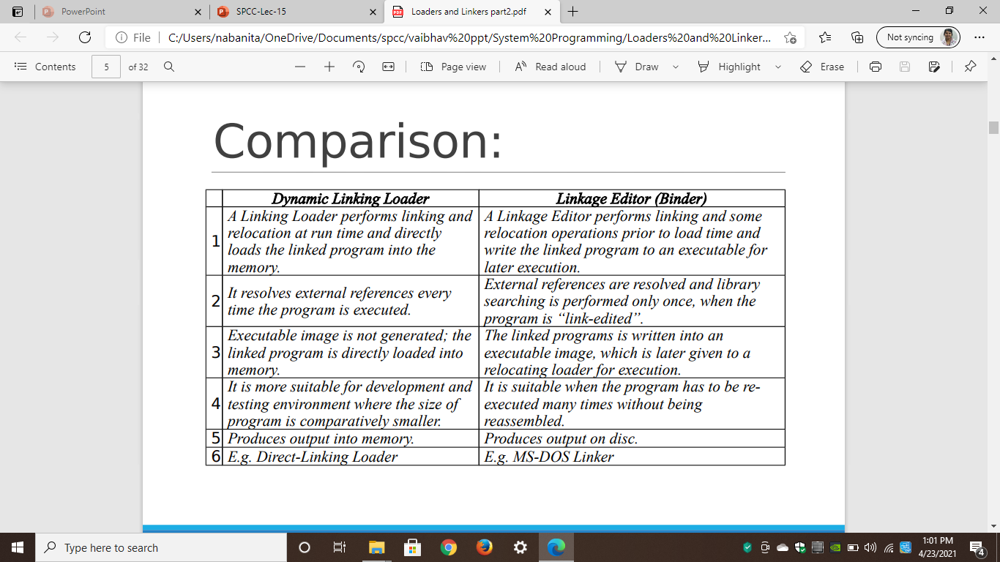 PowerPoint
SPCC-Lec-15
Loaders and Linkers part2.pdf
File
C:/Users/nabanita/OneDrive/Documents/spcc/vaibhav%20ppt/System%20Programming/Loaders%20and%20Linker...
Not syncing
Contents
5
of 32
Page view
Read aloud
Draw
Highlight
Erase
Comparison:
Dynamic Linking Loader
Linkage Editor (Binder)
1
A Linking Loader performs linking and
relocation at run time and directly
loads the linked program into the
memory.
A Linkage Editor performs linking and some
relocation operations prior to load time and
write the linked program to an executable for
later execution.
2
It resolves external references every
time the program is executed.
External references are resolved and library
searching is performed only once, when the
program is “link-edited”.
3
Executable image is not generated; the
linked program is directly loaded into
memory.
The linked programs is written into an
executable image, which is later given to a
relocating loader for execution.
4
It is more suitable for development and
testing environment where the size of
program is comparatively smaller.
It is suitable when the program has to be re-
executed many times without being
reassembled.
5
Produces output into memory.
Produces output on disc.
6
E.g. Direct-Linking Loader
E.g. MS-DOS Linker
Type here to search
1:01 PM
4/23/2021
4